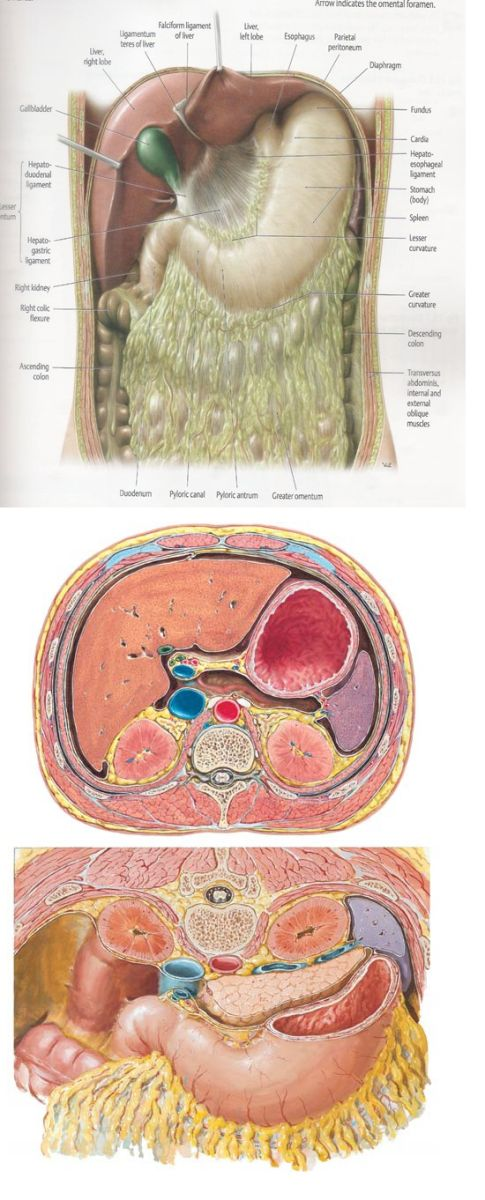 Arrow indicates the omental foramen.
Falciform ligament
of liver
Liver,
left lobe
Ligamentum
teres of liver
Esophagus
Parietal
peritoneum
Liver,
right lobe
Diaphragm
Gallbladder
Fundus
Cardia
Hepato-
duodenal
ligament
Hepato-
esophageal
ligament
Stomach
(body)
Lesser
Spleen
Hepato-
gastric
ligament
Lesser
curvature
Right kidney
Greater
curvature
Right colic
flexure
Descending
colon
Ascending
colon
Transversus
abdominis,
internal and
external
oblique
muscles
Duodenum
Pyloric canal
Pyloric antrum
Greater omentum